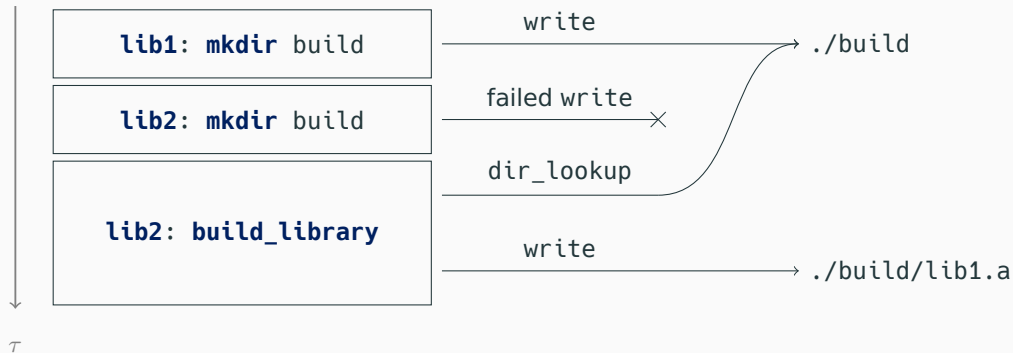 write
lib1: mkdir build
./build
failed write
lib2: mkdir build
dir_lookup
lib2: build_library
write
./build/lib1.a
τ